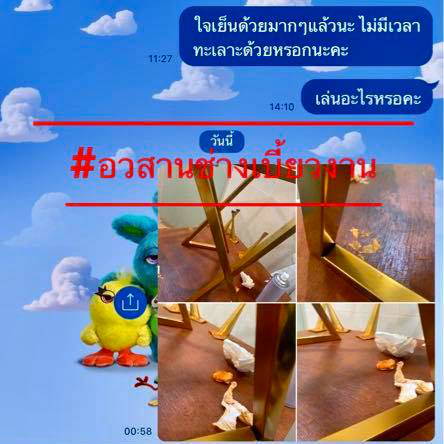 ใจเย็นด้วยมากๆแล้วนะ ไม่มีเวลา
ทะเลาะด้วยหรอกนะคะ
11:27
เล่นอะไรหรอคะ
14:10
วันนี้
#อวสานช่างเบี้ยวงาน
00:58